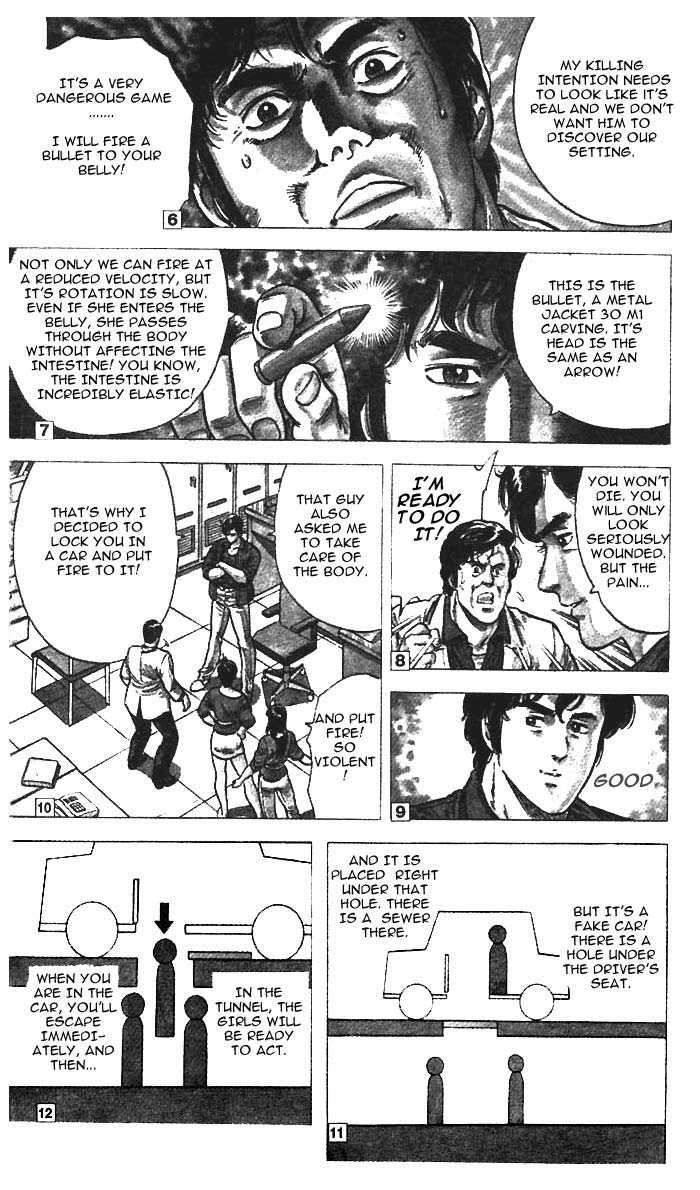 MY KILLING
INTENTION NEEDS
TO LOOK LIKE IT'S
REAL AND WE DON'T
WANT HIM TO
DISCOVER OUR
SETTING.
IT'S A VERY
DANGEROUS GAME
.......
I WILL FIRE A
BULLET TO YOUR
BELLY!
6
THIS IS THE
BULLET, A METAL
JACKET 30 M1
CARVING. IT'S
HEAD IS THE
SAME AS AN
ARROW!
NOT ONLY WE CAN FIRE AT
A REDUCED VELOCITY, BUT
IT'S ROTATION IS SLOW.
EVEN IF SHE ENTERS THE
BELLY, SHE PASSES
THROUGH THE BODY
WITHOUT AFFECTING THE
INTESTINE! YOU KNOW,
THE INTESTINE IS
INCREDIBLY ELASTIC!
7
YOU WON'T
DIE. YOU
WILL ONLY
LOOK
SERIOUSLY
WOUNDED.
BUT THE
PAIN...
I'M
READY
TO DO
IT!
8
GOOD.
9
THAT GUY
ALSO
ASKED ME
TO TAKE
CARE OF
THE BODY.
THAT'S WHY I
DECIDED TO
LOCK YOU IN
A CAR AND PUT
FIRE TO IT!
AND PUT
FIRE!
SO
VIOLENT
!
10
BUT IT'S A
FAKE CAR!
THERE IS A
HOLE UNDER
THE DRIVER'S
SEAT.
AND IT IS
PLACED RIGHT
UNDER THAT
HOLE. THERE
IS A SEWER
THERE.
11
WHEN YOU
ARE IN THE
CAR, YOU'LL
ESCAPE
IMMEDI-
ATELY, AND
THEN...
IN THE
TUNNEL, THE
GIRLS WILL
BE READY
TO ACT.
12